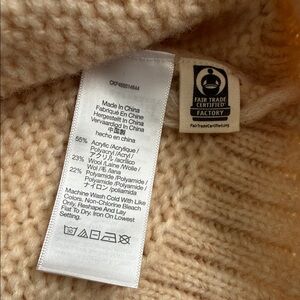 Made in China
Fabriqué En Chine
Hergestellt In China
Vervaardigd In China
中国製
hecho en china
55% Acrylic/Acrylique/
Polyacryl/Acryl/
アクリル/acrílico
23% Wool/Laine/Wolle/
Wol/毛/lana
22% Polyamide/Polyamide/
Polyamid/Polyamide/
ナイロン/poliamida
Machine Wash Cold With Like
Colors. Non-Chlorine Bleach
Only, Reshape And Lay
Flat To Dry. Iron On Lowest
Setting.
FAIR TRADE
CERTIFIED
FACTORY
FairTradeCertified.org